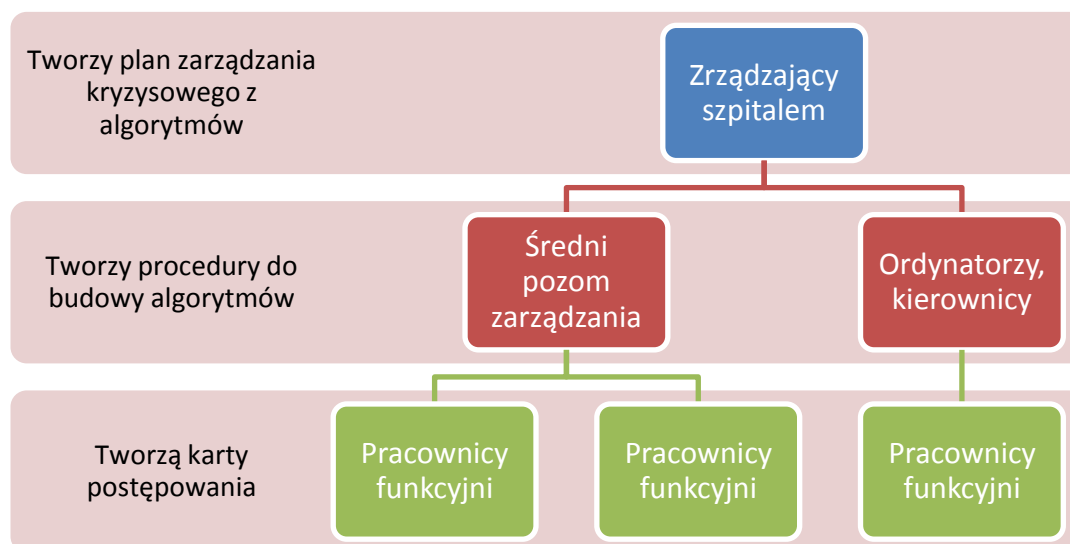 Tworzy plan zarządzania
kryzysowego z
algorytmów
Zrządzający
szpitalem
Tworzy procedury do
budowy algorytmów
Średni
pozom
zarządzania
Ordynatorzy,
kierownicy
Tworzą karty
postępowania
Pracownicy
funkcyjni
Pracownicy
funkcyjni
Pracownicy
funkcyjni